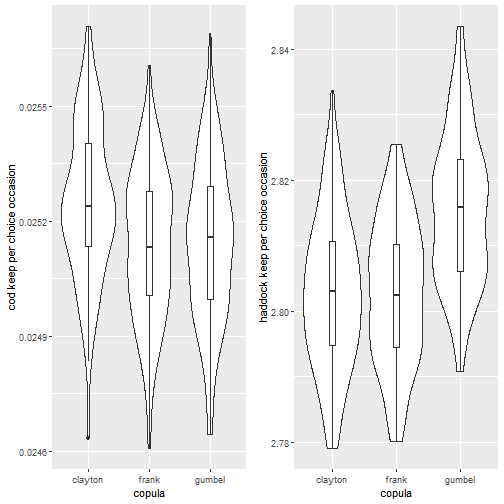 cod keep per choice occasion
0.0255
0.0252
0.0249
0.0246
clayton
frank
gumbel
copula
haddock keep per choice occasion
2.84
2.82
2.80
2.78
clayton
frank
gumbel
copula